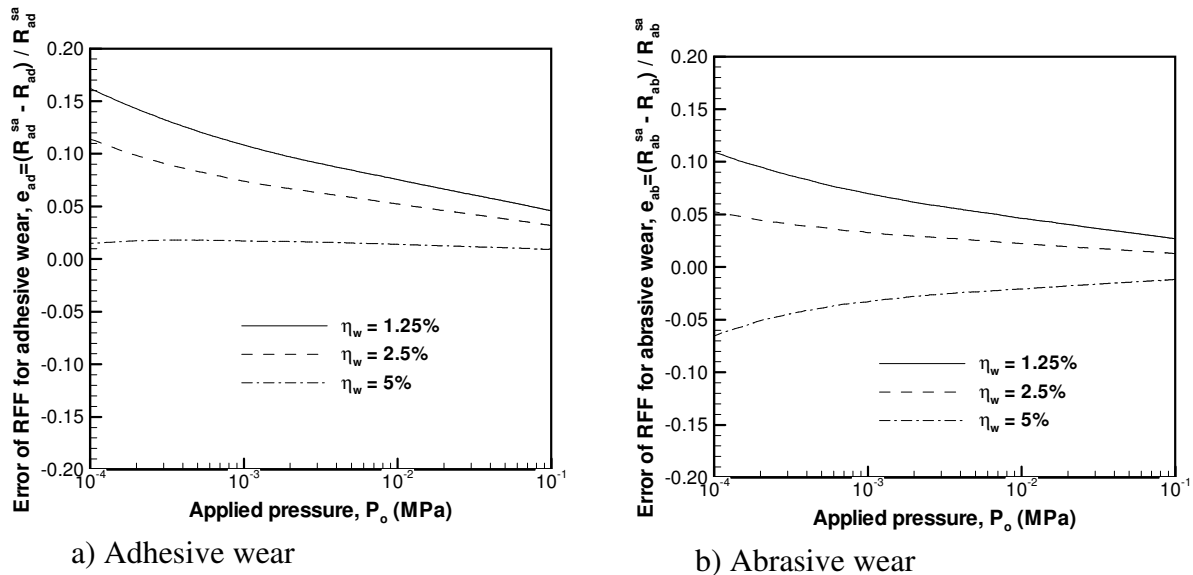 Error of RFF for adhesive wear, e_ad=(R_ad^sa - R_ad) / R_ad^sa
0.20
0.15
0.10
0.05
0.00
-0.05
-0.10
-0.15
-0.20
η_w = 1.25%
η_w = 2.5%
η_w = 5%
10^-4
10^-3
10^-2
10^-1
Applied pressure, P_o (MPa)
a) Adhesive wear
Error of RFF for abrasive wear, e_ab=(R_ab^sa - R_ab) / R_ab^sa
0.20
0.15
0.10
0.05
0.00
-0.05
-0.10
-0.15
-0.20
η_w = 1.25%
η_w = 2.5%
η_w = 5%
10^-4
10^-3
10^-2
10^-1
Applied pressure, P_o (MPa)
b) Abrasive wear